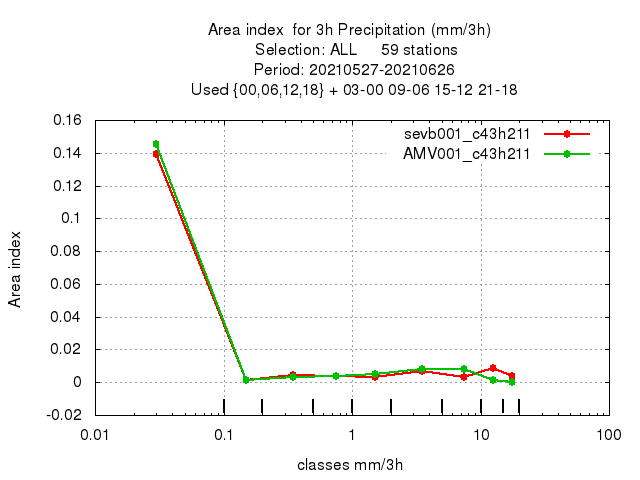 Area index  for 3h Precipitation (mm/3h)
Selection: ALL     59 stations
Period: 20210527-20210626
Used {00,06,12,18} + 03-00 09-06 15-12 21-18
sevb001_c43h211
AMV001_c43h211
0.16
0.14
0.12
0.1
0.08
0.06
0.04
0.02
0
-0.02
Area index
0.01 0.1 1 10 100
classes mm/3h